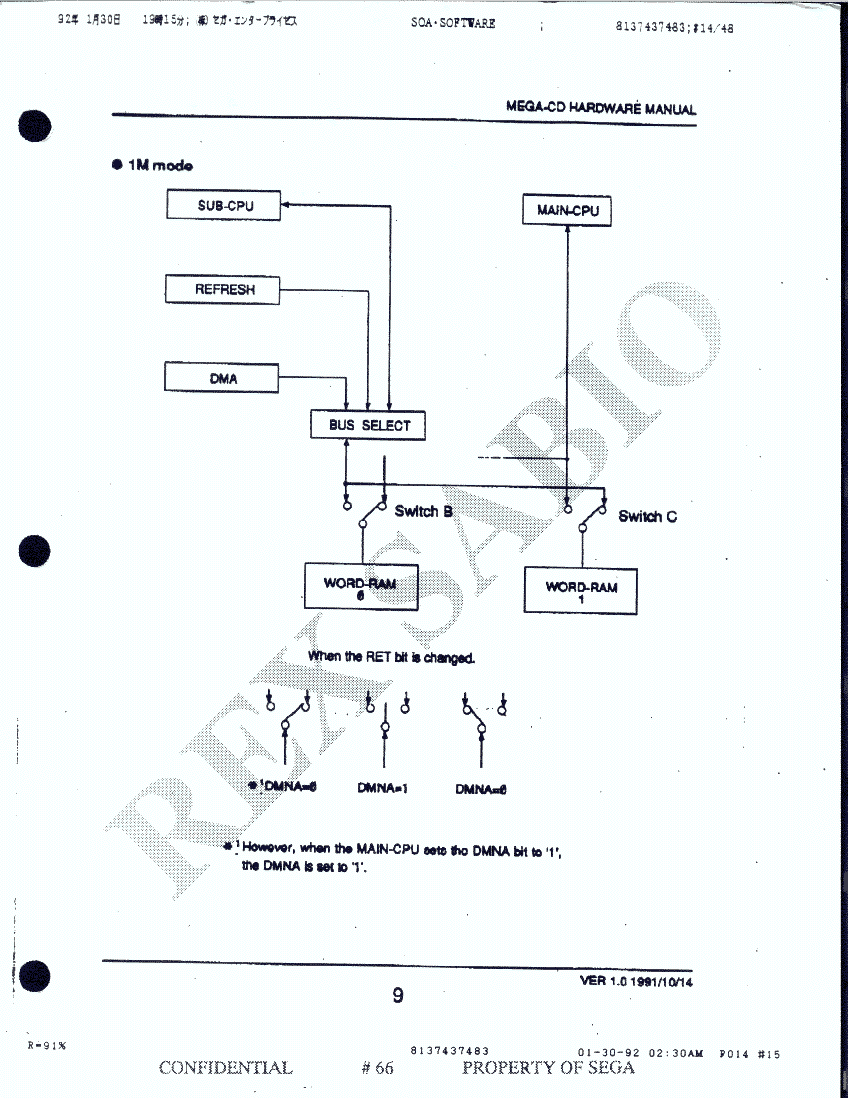 92年 1月30日 19時15分; ㈱ セガ・エンタープライゼス SOA・SOFTWARE ; 8137437483;#14/48
MEGA-CD HARDWARE MANUAL
● 1M mode
SUB-CPU
MAIN-CPU
REFRESH
DMA
BUS SELECT
Switch B
Switch C
WORD-RAM
0
WORD-RAM
1
When the RET bit is changed.
*1 DMNA=0 DMNA=1 DMNA=0
*1 However, when the MAIN-CPU sets the DMNA bit to '1',
the DMNA is set to '1'.
REX SABIO
VER 1.0 1991/10/14
9
R=91%
8137437483 01-30-92 02:30AM P014 #15
CONFIDENTIAL # 66 PROPERTY OF SEGA